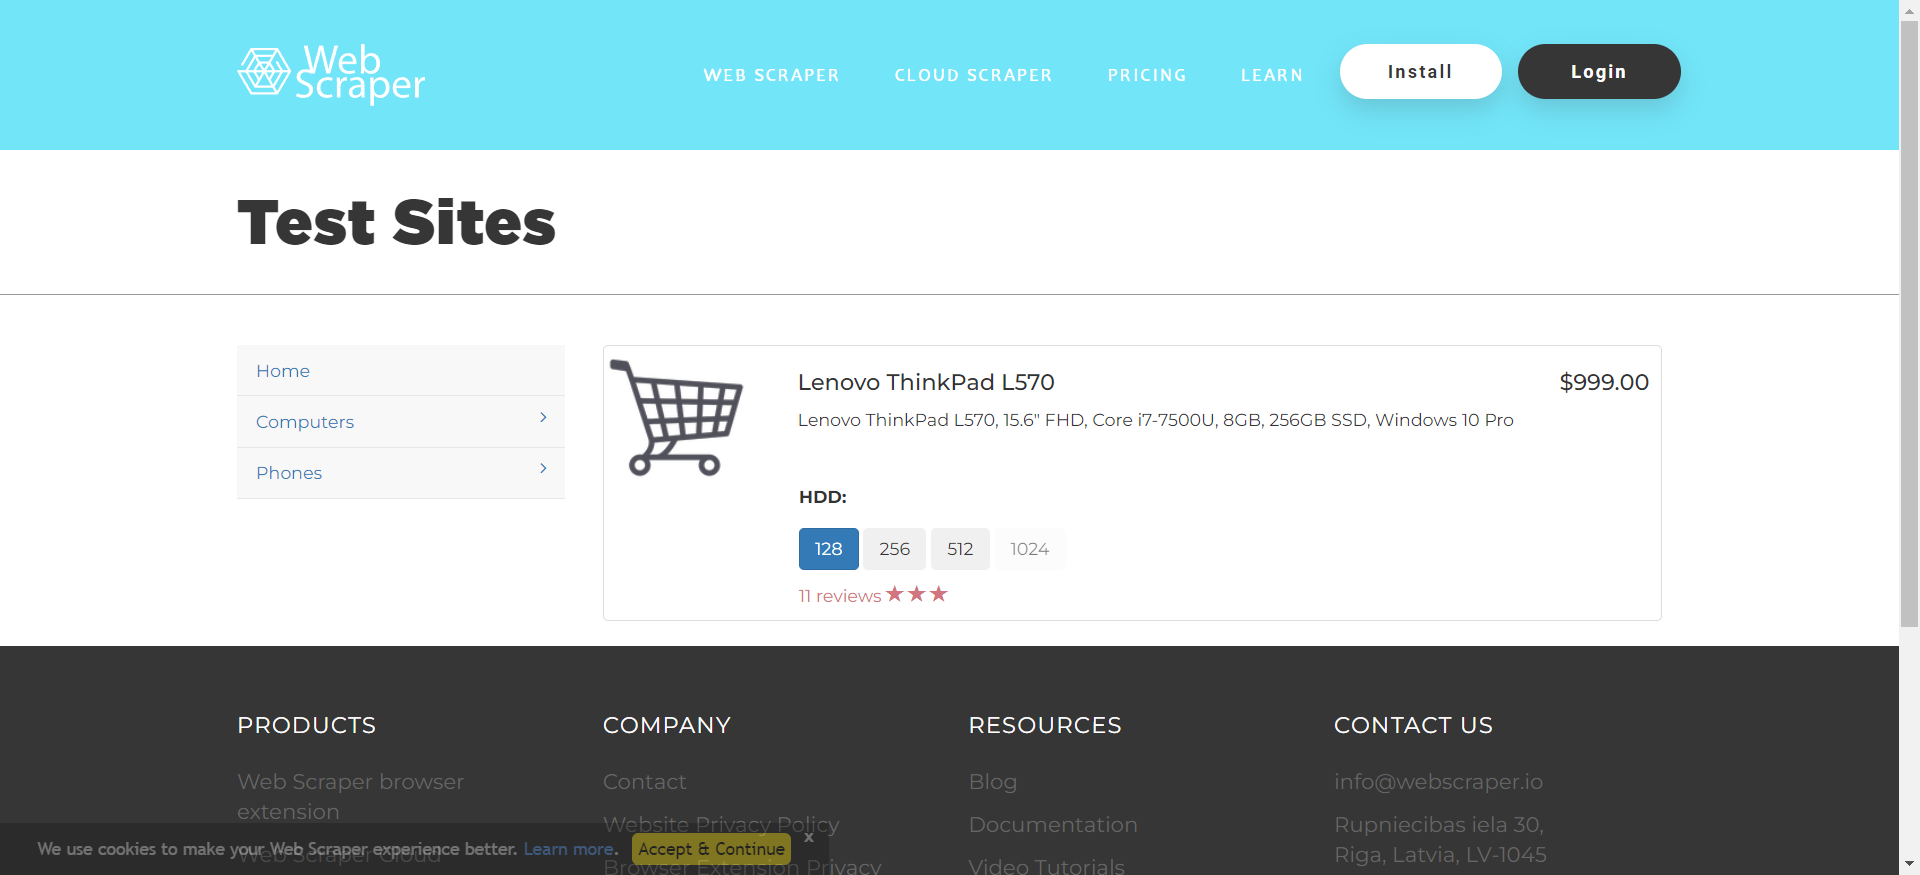 Web
Scraper
WEB SCRAPER
CLOUD SCRAPER
PRICING
LEARN
Install
Login
Test Sites
Home
Computers
Phones
Lenovo ThinkPad L570
$999.00
Lenovo ThinkPad L570, 15.6" FHD, Core i7-7500U, 8GB, 256GB SSD, Windows 10 Pro
HDD:
128
256
512
1024
11 reviews
PRODUCTS
Web Scraper browser
extension
Web Scraper Cloud
COMPANY
Contact
Website Privacy Policy
Browser Extension Privacy
RESOURCES
Blog
Documentation
Video Tutorials
CONTACT US
info@webscraper.io
Rupniecibas iela 30,
Riga, Latvia, LV-1045
We use cookies to make your Web Scraper experience better. Learn more.
Accept & Continue
x